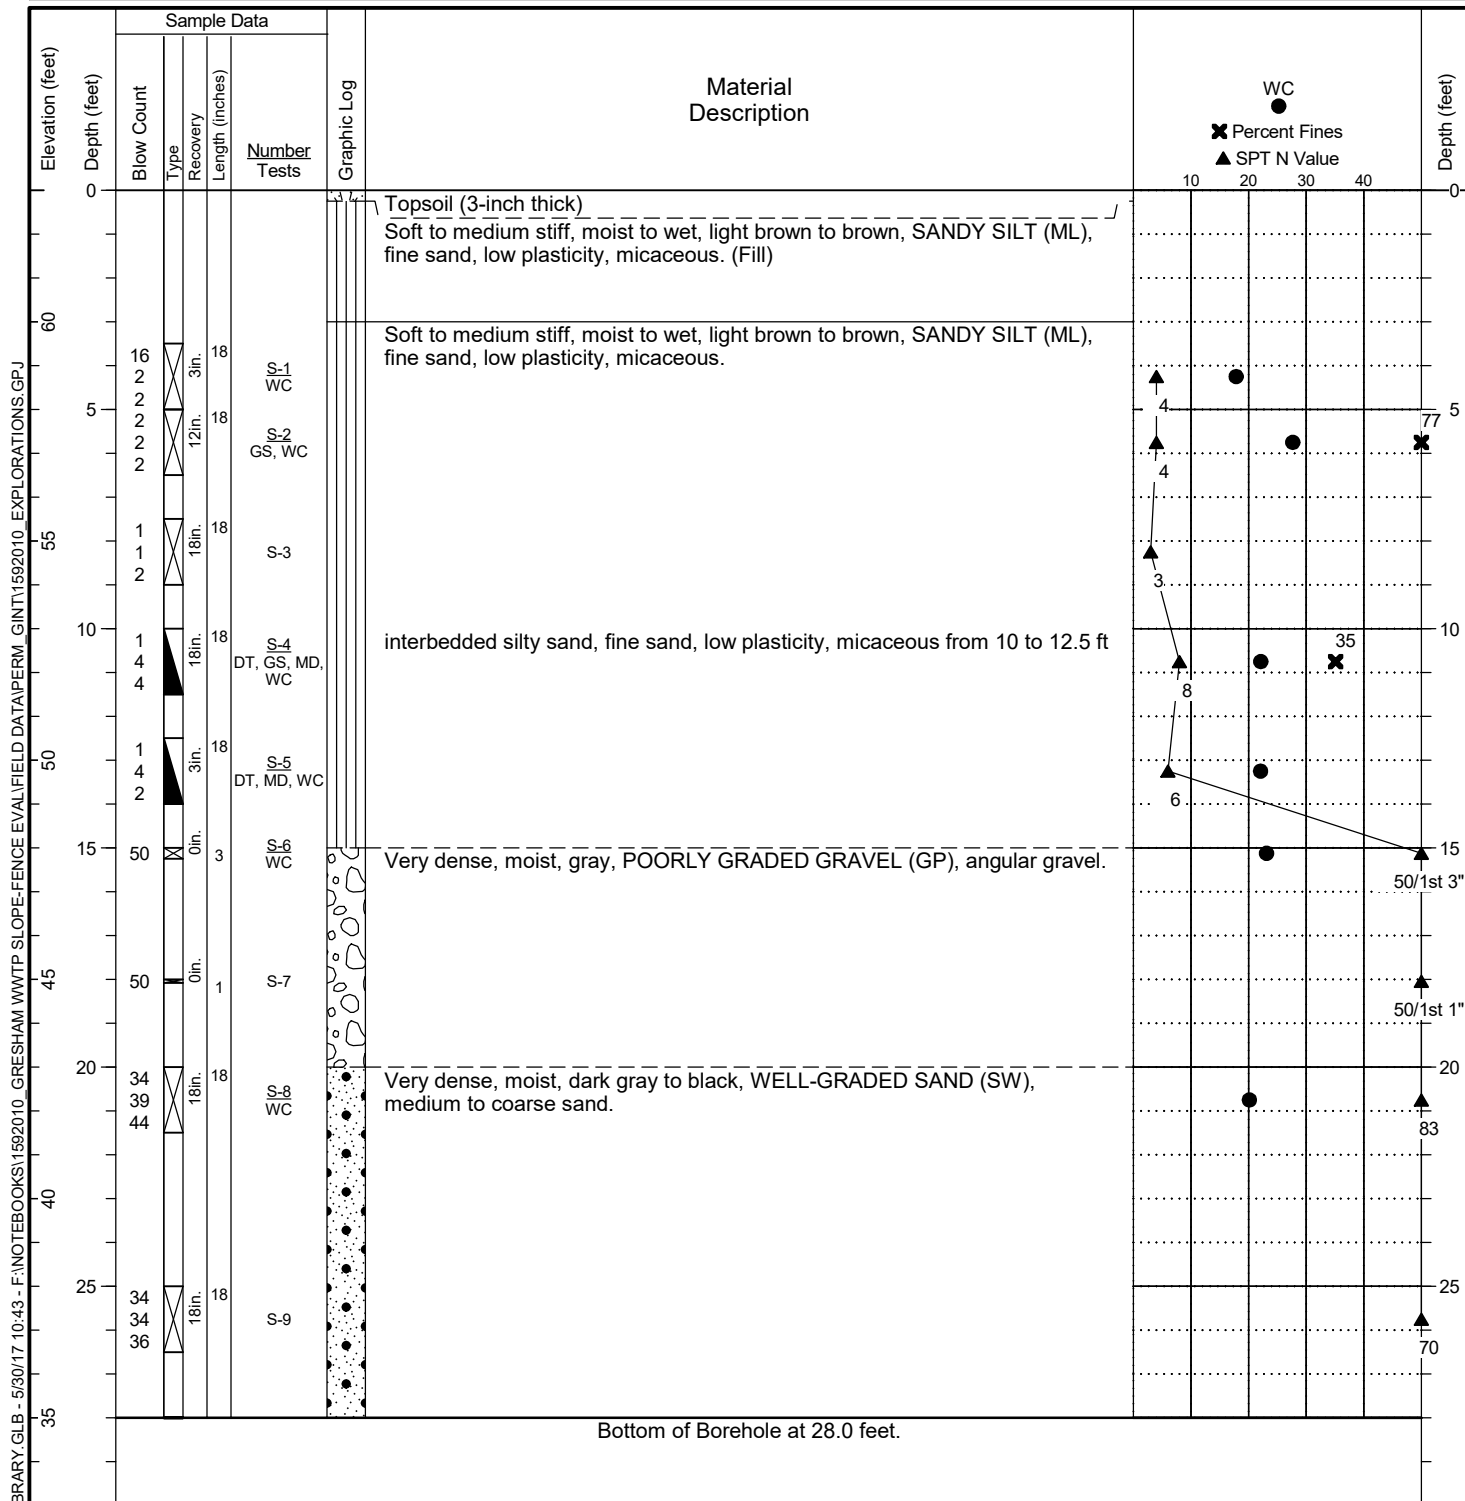 Sample Data
Elevation (feet)
Depth (feet)
Blow Count
Type
Recovery
Length (inches)
Number
Tests
Graphic Log
Material
Description
WC
Percent Fines
SPT N Value
Depth (feet)
10 20 30 40
0
0
Topsoil (3-inch thick)
Soft to medium stiff, moist to wet, light brown to brown, SANDY SILT (ML),
fine sand, low plasticity, micaceous. (Fill)
60
Soft to medium stiff, moist to wet, light brown to brown, SANDY SILT (ML),
fine sand, low plasticity, micaceous.
16
2
2
3in.
18
S-1
WC
4
5
5
2
2
2
12in.
18
S-2
GS, WC
77
4
55
1
1
2
18in.
18
S-3
3
10
10
1
4
4
18in.
18
S-4
DT, GS, MD,
WC
interbedded silty sand, fine sand, low plasticity, micaceous from 10 to 12.5 ft
35
8
50
1
4
2
3in.
18
S-5
DT, MD, WC
6
15
15
50
0in.
3
S-6
WC
Very dense, moist, gray, POORLY GRADED GRAVEL (GP), angular gravel.
50/1st 3"
45
50
0in.
1
S-7
50/1st 1"
20
20
34
39
44
18in.
18
S-8
WC
Very dense, moist, dark gray to black, WELL-GRADED SAND (SW),
medium to coarse sand.
83
40
25
25
34
34
36
18in.
18
S-9
70
35
Bottom of Borehole at 28.0 feet.
BRARY.GLB - 5/30/17 10:43 - F:\NOTEBOOKS\1592010_GRESHAM WWTP SLOPE-FENCE EVAL\FIELD DATA\PERM_GINT\1592010_EXPLORATIONS.GPJ